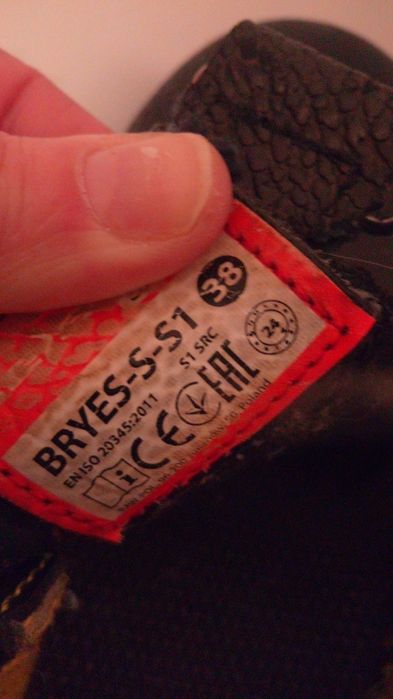 BRYES-S-S1 38
EN ISO 20345:2011 S1 SRC
i CE EAC 24
Poland